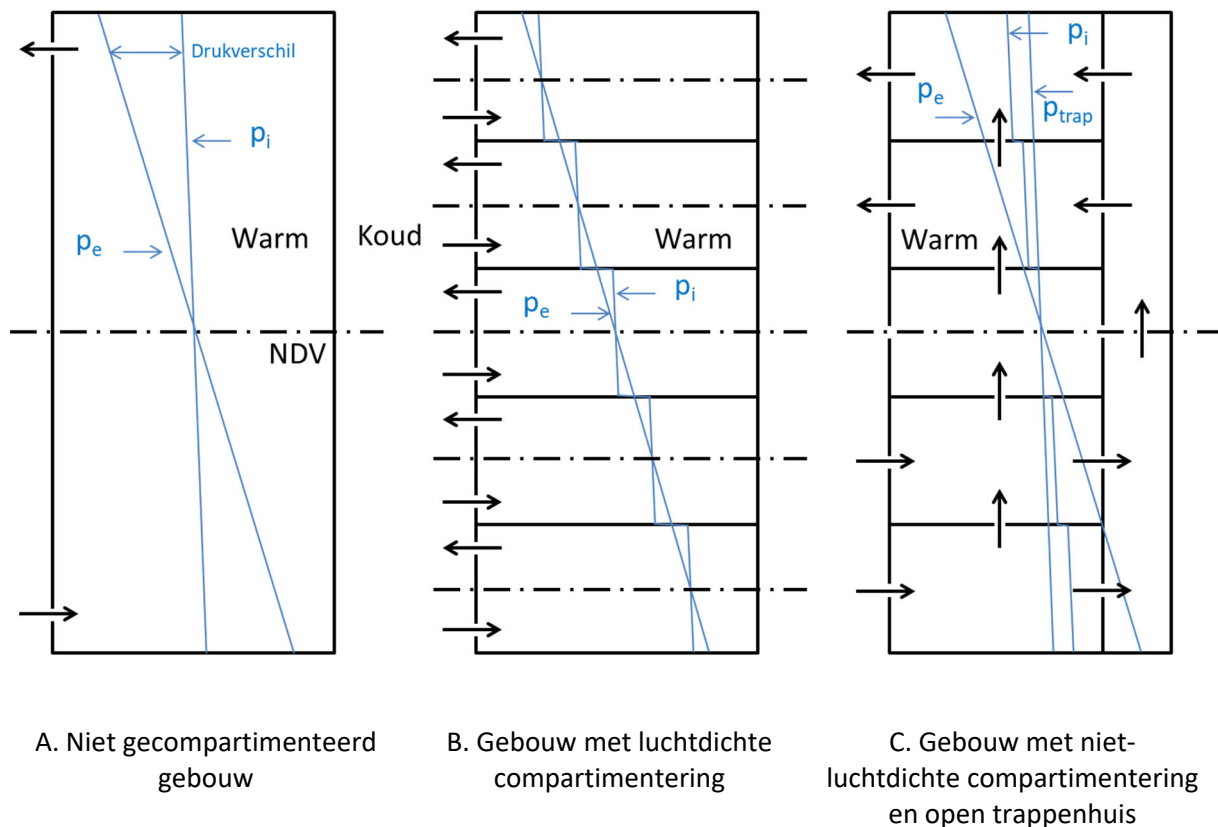 Drukverschil
pi
pe
Warm
NDV
Koud
Warm
pi
pe
pi
pe
ptrap
Warm
A. Niet gecompartimenteerd
gebouw
B. Gebouw met luchtdichte
compartimentering
C. Gebouw met niet-
luchtdichte compartimentering
en open trappenhuis